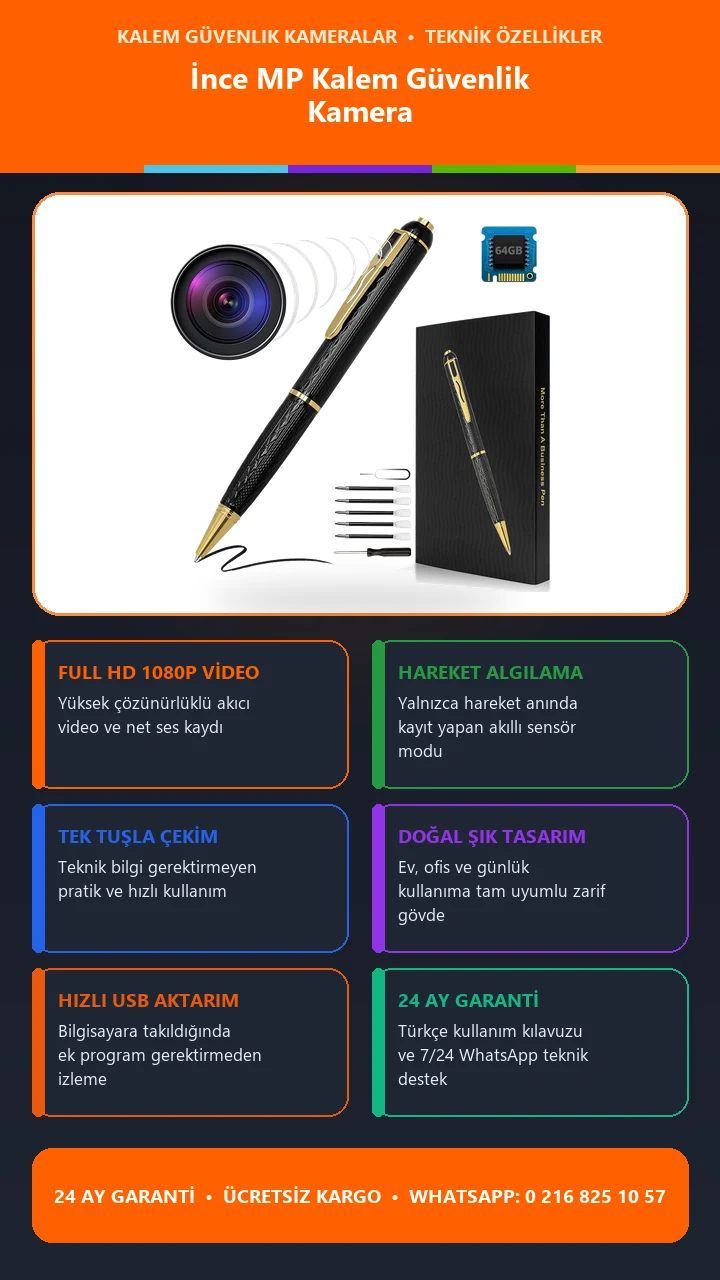 KALEM GÜVENLIK KAMERALAR • TEKNİK ÖZELLİKLER
İnce MP Kalem Güvenlik
Kamera
64GB
More Than A Business Pen
FULL HD 1080P VİDEO
Yüksek çözünürlüklü akıcı
video ve net ses kaydı
HAREKET ALGILAMA
Yalnızca hareket anında
kayıt yapan akıllı sensör
modu
TEK TUŞLA ÇEKİM
Teknik bilgi gerektirmeyen
pratik ve hızlı kullanım
DOĞAL ŞIK TASARIM
Ev, ofis ve günlük
kullanıma tam uyumlu zarif
gövde
HIZLI USB AKTARIM
Bilgisayara takıldığında
ek program gerektirmeden
izleme
24 AY GARANTİ
Türkçe kullanım kılavuzu
ve 7/24 WhatsApp teknik
destek
24 AY GARANTİ • ÜCRETSİZ KARGO • WHATSAPP: 0 216 825 10 57